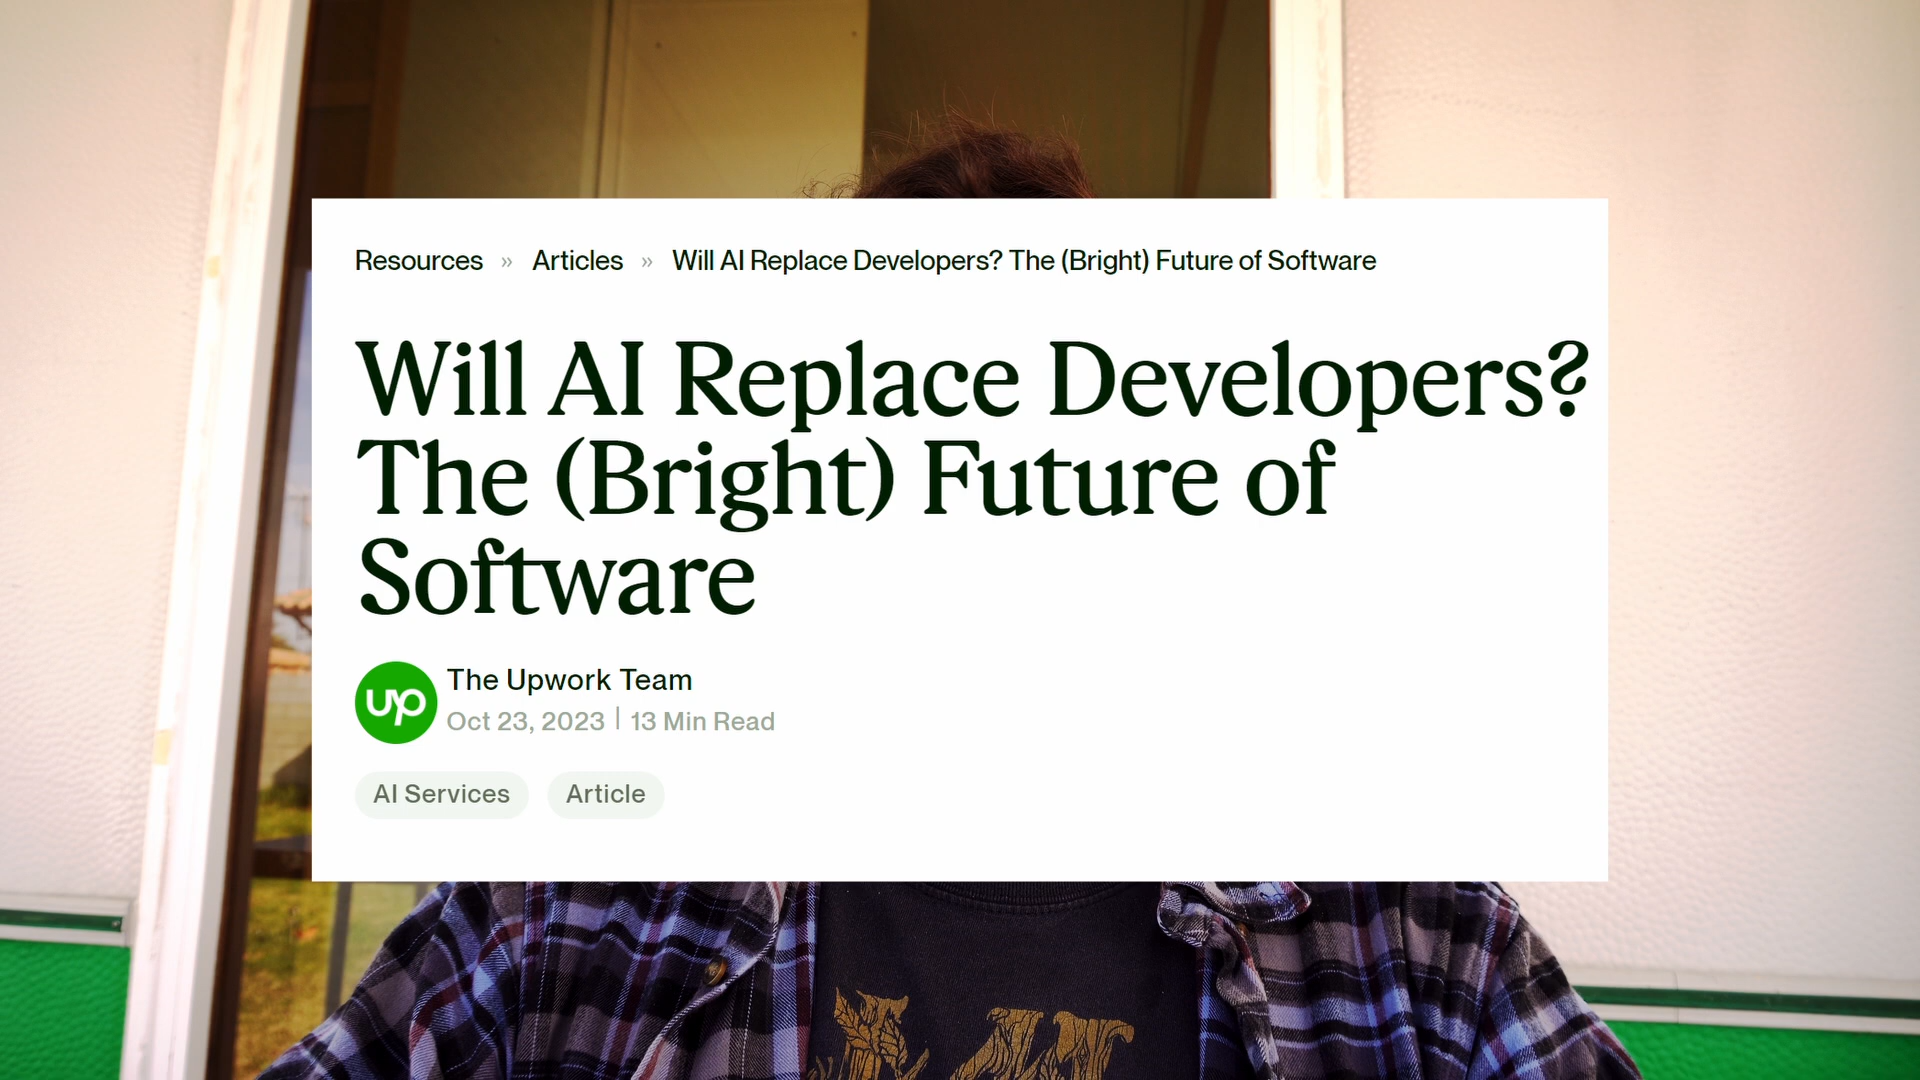 Resources » Articles » Will AI Replace Developers? The (Bright) Future of Software
Will AI Replace Developers?
The (Bright) Future of
Software
up
The Upwork Team
Oct 23, 2023 | 13 Min Read
AI Services Article